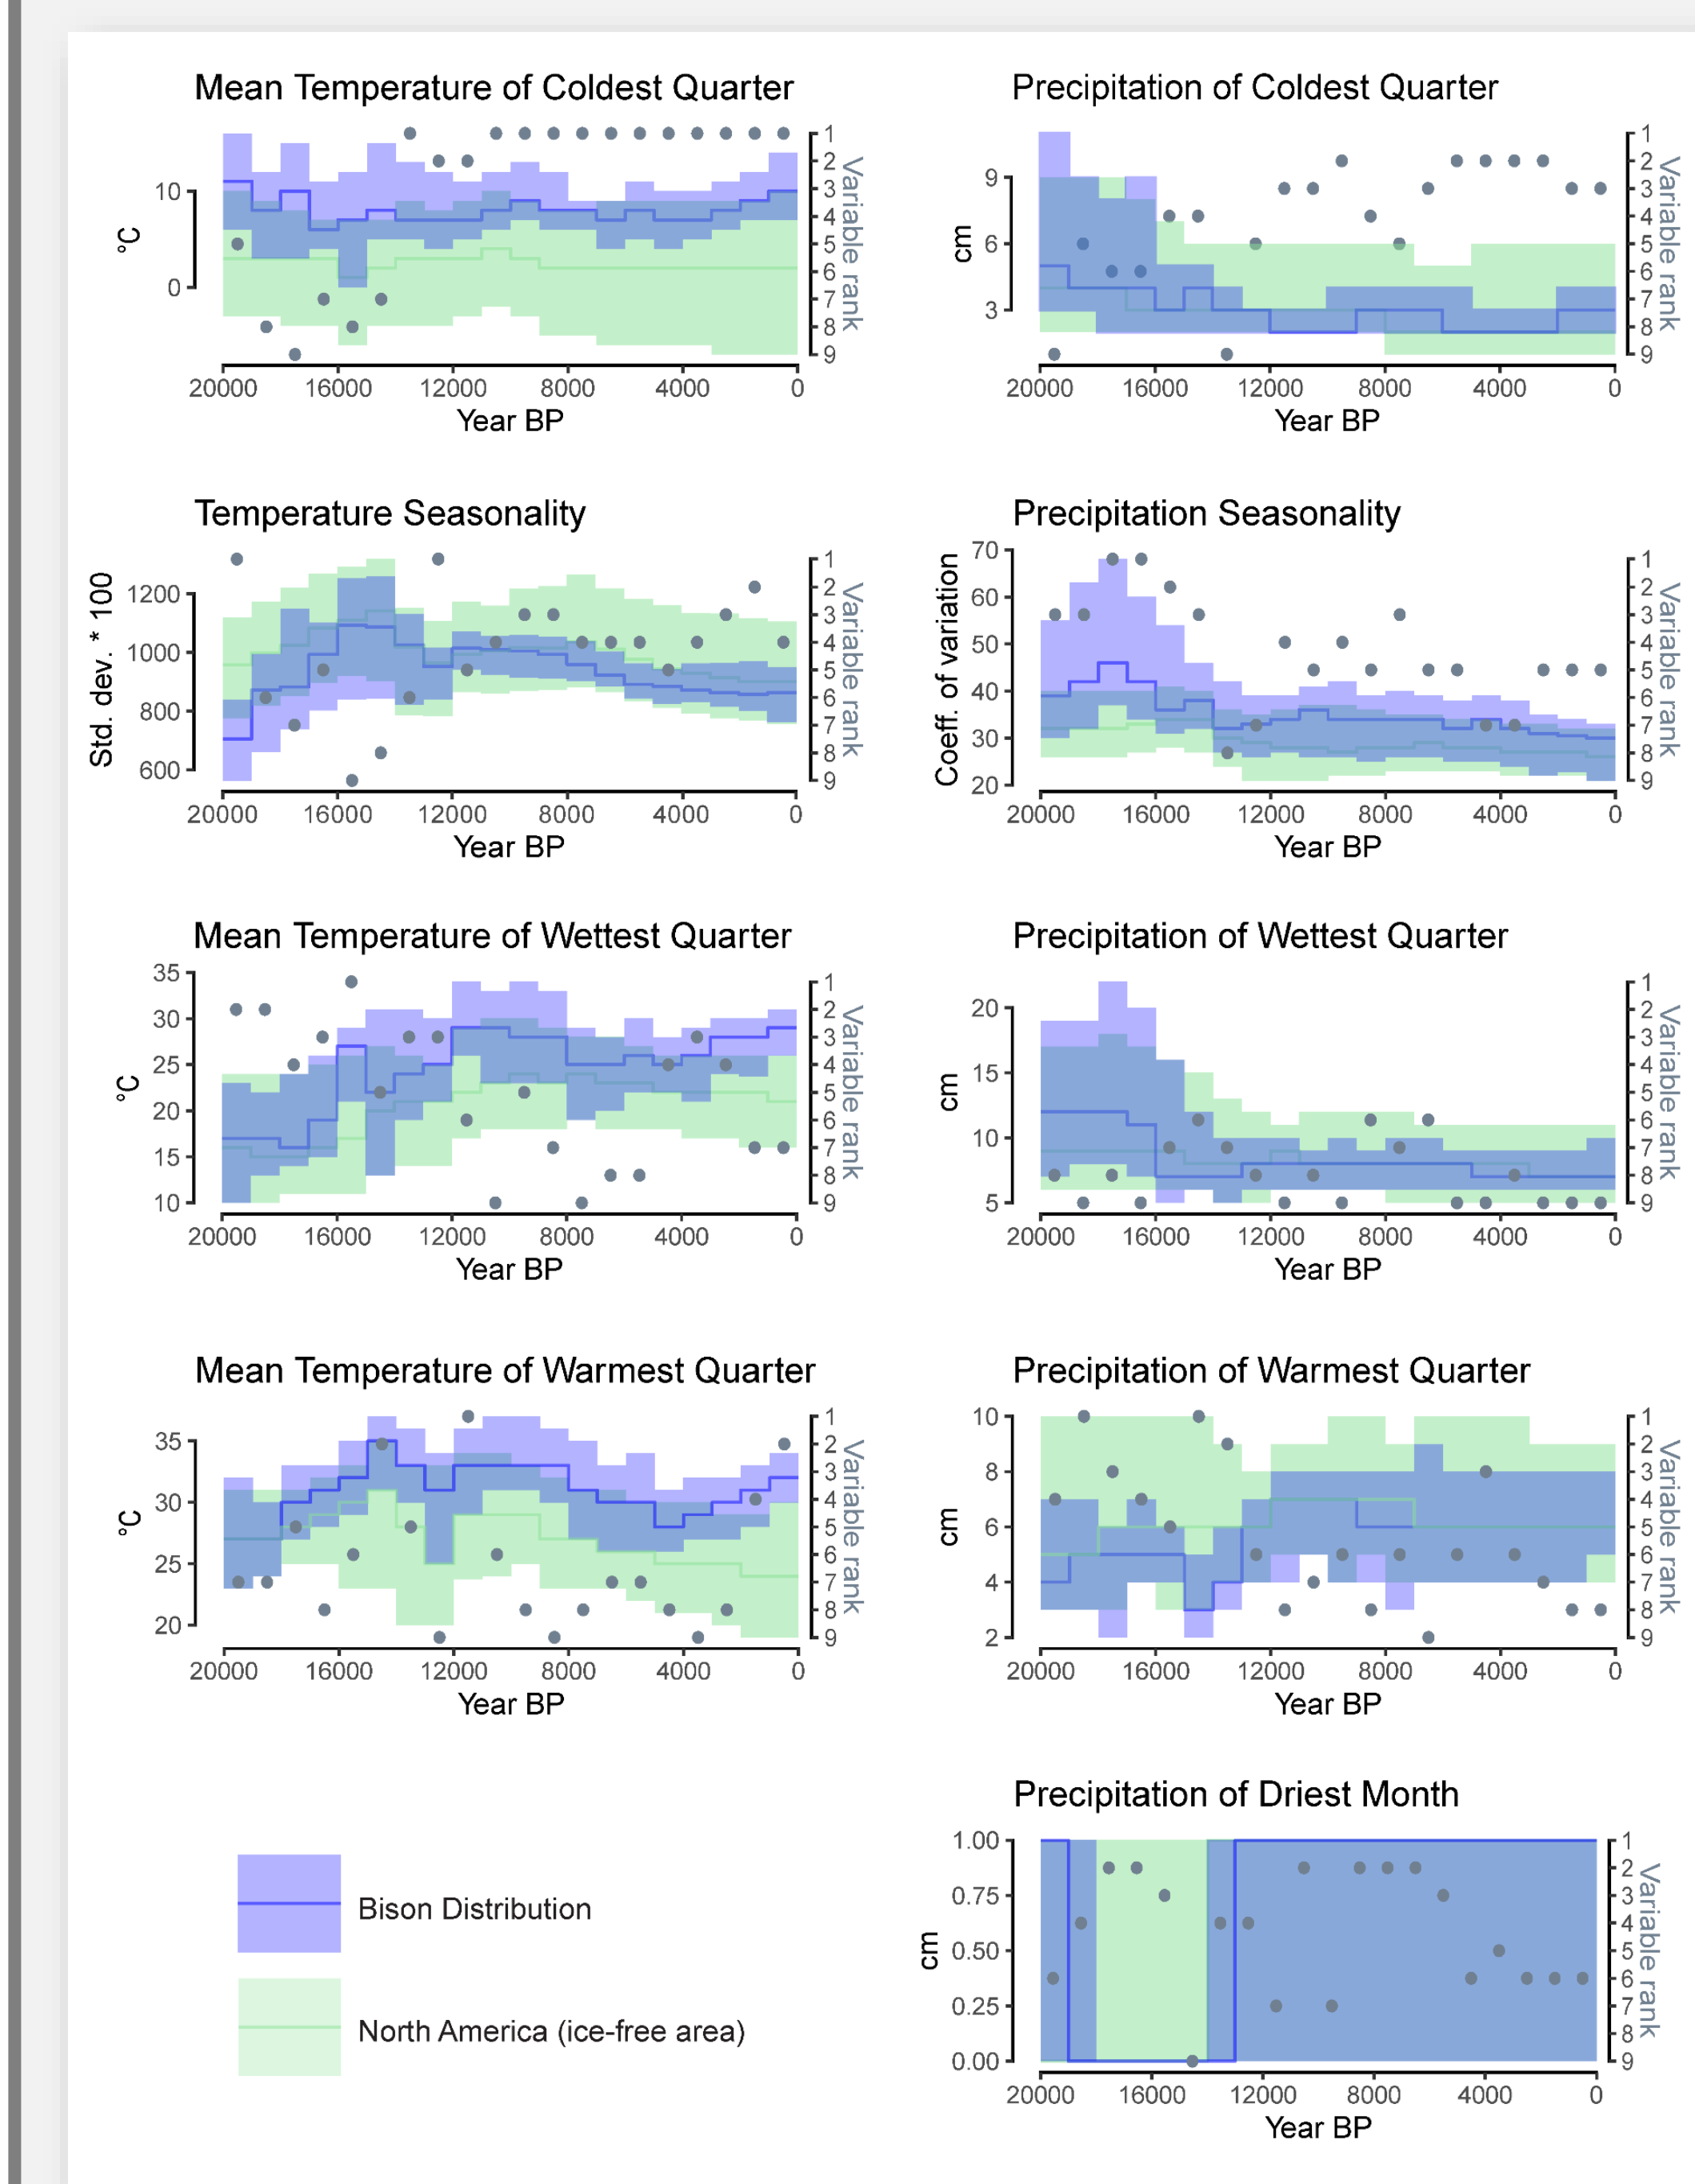 Mean Temperature of Coldest Quarter
10
0
°C
1
2
3
4
5
6
7
8
9
Variable rank
20000 16000 12000 8000 4000 0
Year BP
Precipitation of Coldest Quarter
9
6
3
cm
1
2
3
4
5
6
7
8
9
Variable rank
20000 16000 12000 8000 4000 0
Year BP
Temperature Seasonality
1200
1000
800
600
Std. dev. * 100
1
2
3
4
5
6
7
8
9
Variable rank
20000 16000 12000 8000 4000 0
Year BP
Precipitation Seasonality
70
60
50
40
30
20
Coeff. of variation
1
2
3
4
5
6
7
8
9
Variable rank
20000 16000 12000 8000 4000 0
Year BP
Mean Temperature of Wettest Quarter
35
30
25
20
15
10
°C
1
2
3
4
5
6
7
8
9
Variable rank
20000 16000 12000 8000 4000 0
Year BP
Precipitation of Wettest Quarter
20
15
10
5
cm
1
2
3
4
5
6
7
8
9
Variable rank
20000 16000 12000 8000 4000 0
Year BP
Mean Temperature of Warmest Quarter
35
30
25
20
°C
1
2
3
4
5
6
7
8
9
Variable rank
20000 16000 12000 8000 4000 0
Year BP
Precipitation of Warmest Quarter
10
8
6
4
2
cm
1
2
3
4
5
6
7
8
9
Variable rank
20000 16000 12000 8000 4000 0
Year BP
Bison Distribution
North America (ice-free area)
Precipitation of Driest Month
1.00
0.75
0.50
0.25
0.00
cm
1
2
3
4
5
6
7
8
9
Variable rank
20000 16000 12000 8000 4000 0
Year BP